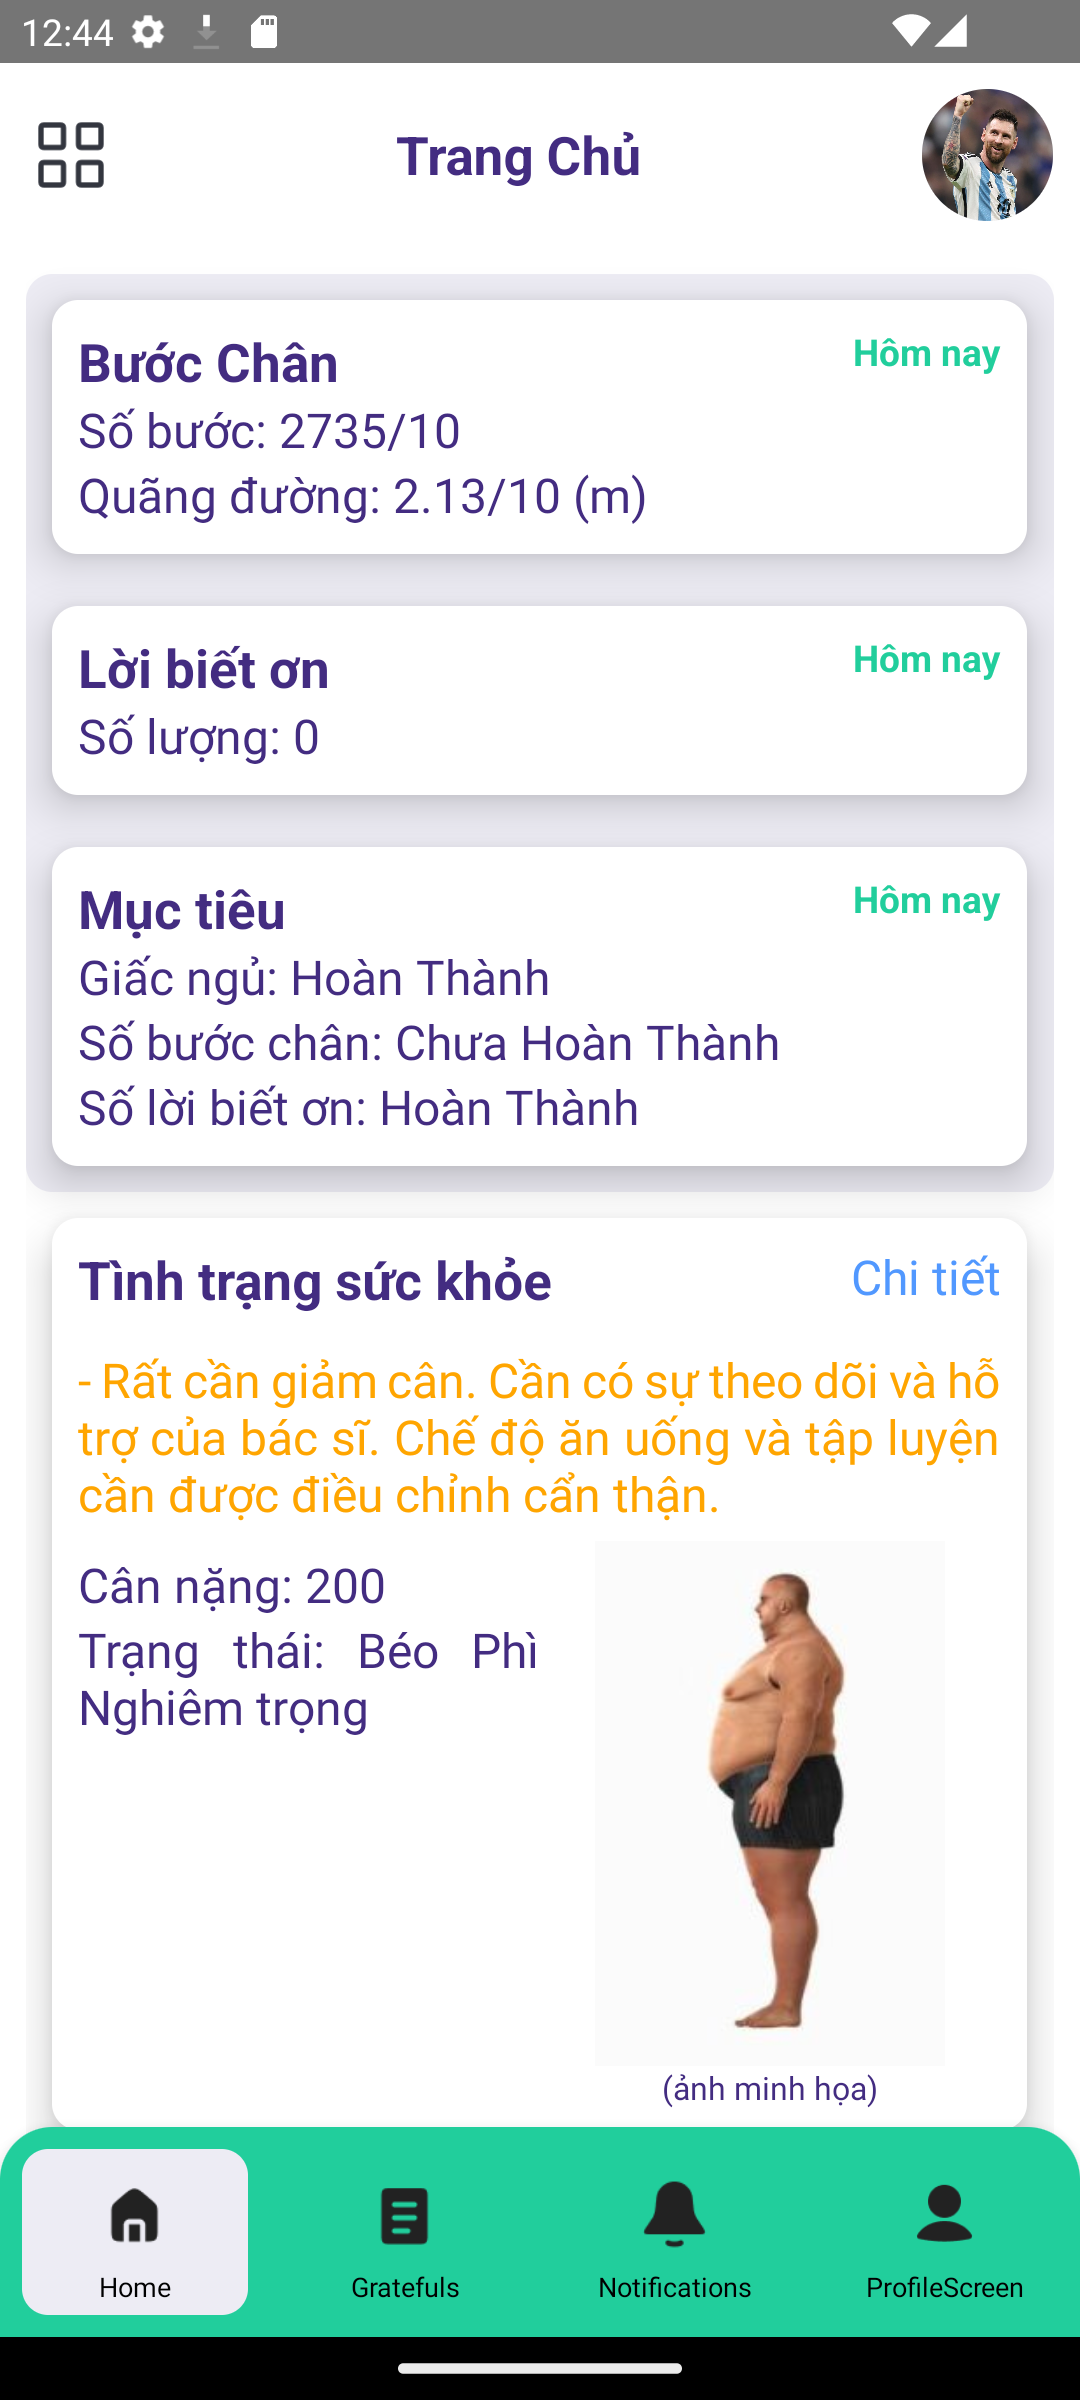 12:44
Trang Chủ
Bước Chân
Hôm nay
Số bước: 2735/10
Quãng đường: 2.13/10 (m)
Lời biết ơn
Hôm nay
Số lượng: 0
Mục tiêu
Hôm nay
Giấc ngủ: Hoàn Thành
Số bước chân: Chưa Hoàn Thành
Số lời biết ơn: Hoàn Thành
Tình trạng sức khỏe
Chi tiết
- Rất cần giảm cân. Cần có sự theo dõi và hỗ
trợ của bác sĩ. Chế độ ăn uống và tập luyện
cần được điều chỉnh cẩn thận.
Cân nặng: 200
Trạng thái: Béo Phì
Nghiêm trọng
(ảnh minh họa)
Home
Gratefuls
Notifications
ProfileScreen